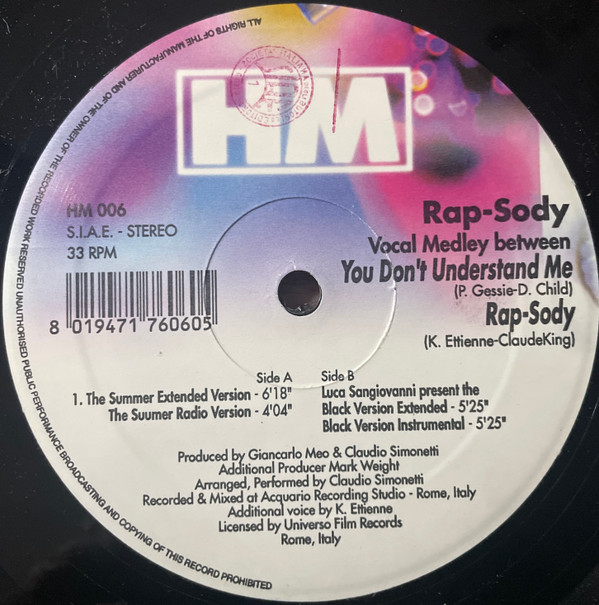 ALL RIGHTS OF THE MANUFACTURER AND OF THE OWNER OF THE RECORDED WORK RESERVED UNAUTHORISED PUBLIC PERFORMANCE BROADCASTING AND COPYING OF THIS RECORD PROHIBITED
HM
HM 006
S.I.A.E. - STEREO
33 RPM
8 019471 760605
Rap-Sody
Vocal Medley between
You Don't Understand Me
(P. Gessie-D. Child)
Rap-Sody
(K. Ettienne-ClaudeKing)
Side A
1. The Summer Extended Version - 6'18"
The Suumer Radio Version - 4'04"
Side B
Luca Sangiovanni present the
Black Version Extended - 5'25"
Black Version Instrumental - 5'25"
Produced by Giancarlo Meo & Claudio Simonetti
Additional Producer Mark Weight
Arranged, Performed by Claudio Simonetti
Recorded & Mixed at Acquario Recording Studio - Rome, Italy
Additional voice by K. Ettienne
Licensed by Universo Film Records
Rome, Italy